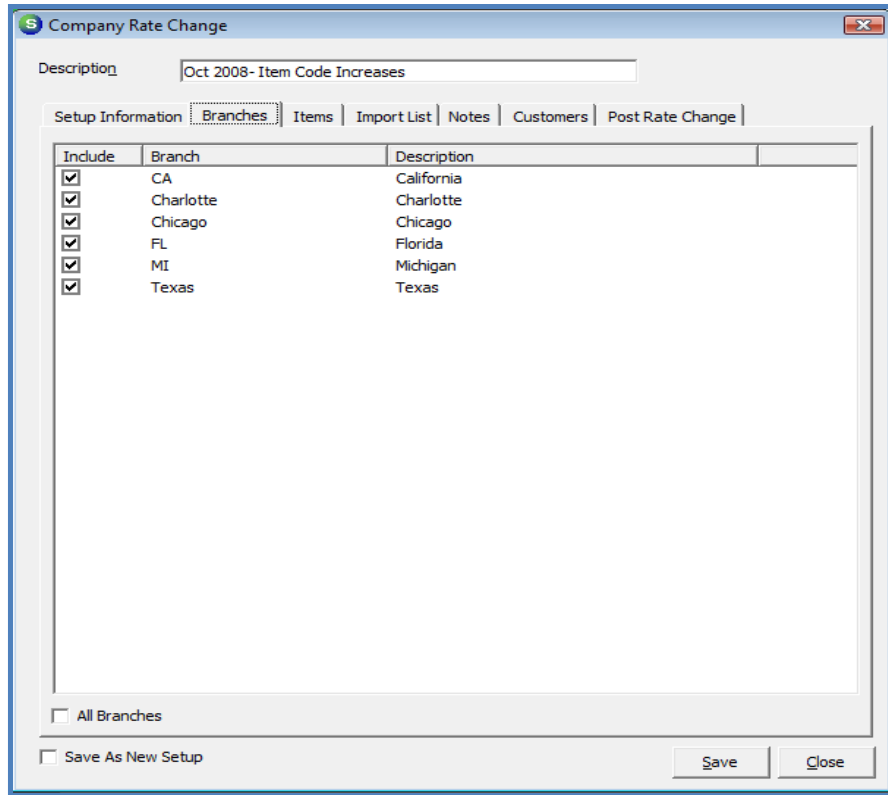 S Company Rate Change
Description Oct 2008- Item Code Increases
Setup Information Branches Items Import List Notes Customers Post Rate Change
Include Branch Description
CA California
Charlotte Charlotte
Chicago Chicago
FL Florida
MI Michigan
Texas Texas
All Branches
Save As New Setup Save Close